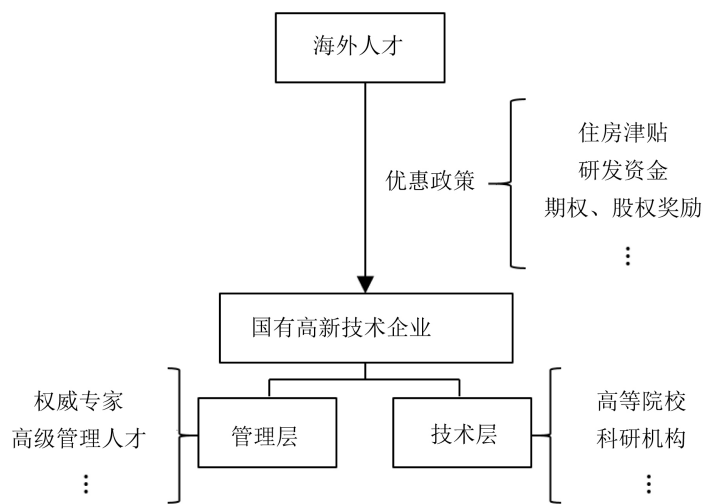 海外人才
优惠政策
住房津贴
研发资金
期权、股权奖励
⋮
国有高新技术企业
权威专家
高级管理人才
⋮
管理层
技术层
高等院校
科研机构
⋮